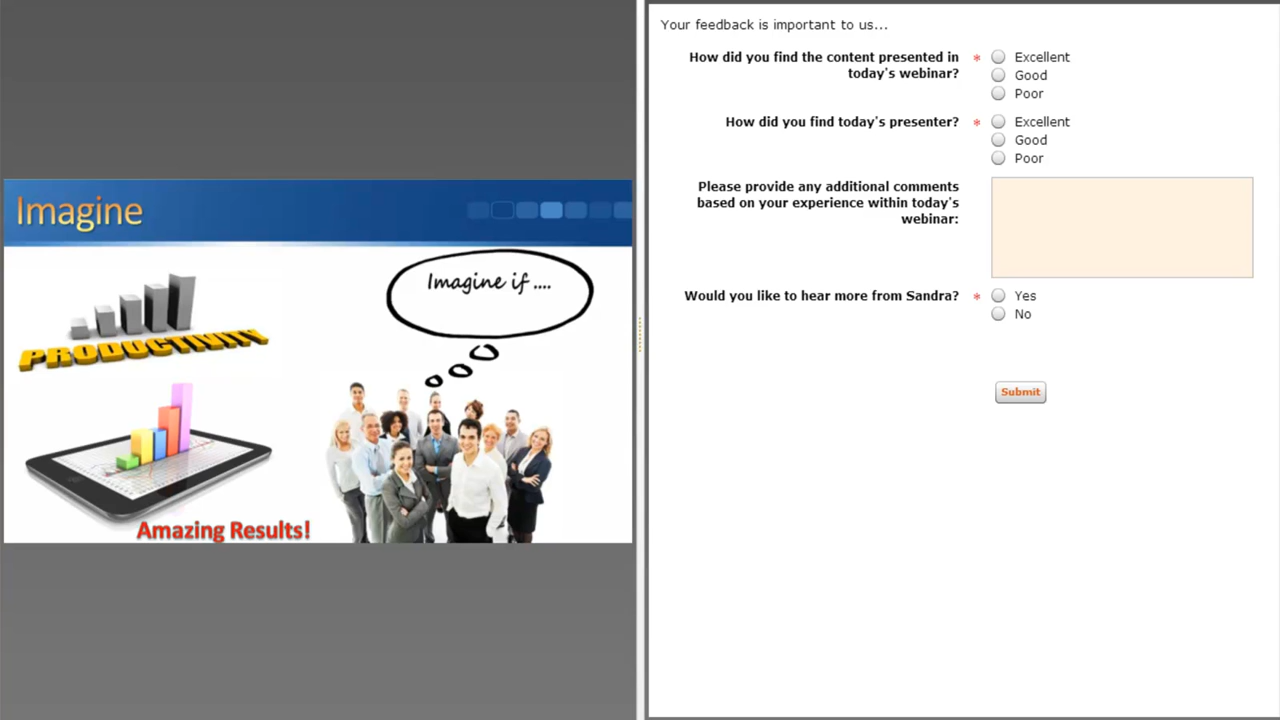 Imagine
Imagine if ....
PRODUCTIVITY
Amazing Results!
Your feedback is important to us...
How did you find the content presented in
today's webinar?
*
Excellent
Good
Poor
How did you find today's presenter?
*
Excellent
Good
Poor
Please provide any additional comments
based on your experience within today's
webinar:
Would you like to hear more from Sandra?
*
Yes
No
Submit